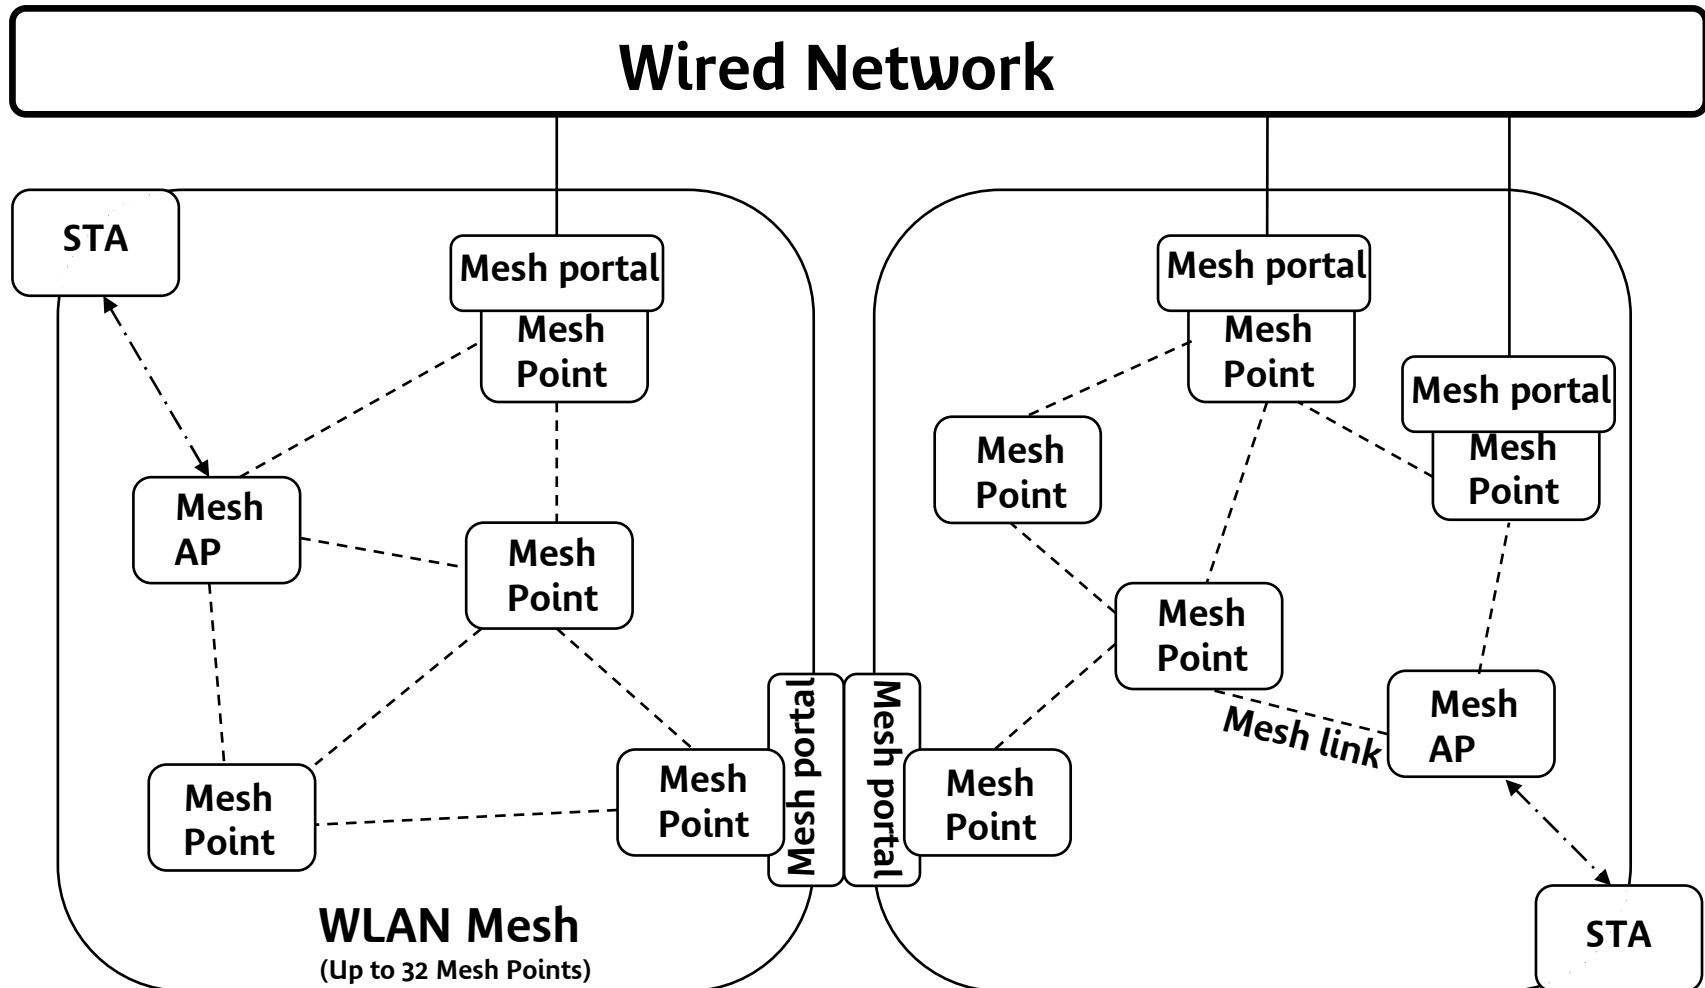 Wired Network
STA
Mesh portal
Mesh
Point
Mesh
AP
Mesh
Point
Mesh
Point
Mesh
Point
Mesh portal
WLAN Mesh
(Up to 32 Mesh Points)
Mesh portal
Mesh
Point
Mesh portal
Mesh
Point
Mesh
Point
Mesh
Point
Mesh link
Mesh
AP
Mesh portal
Mesh
Point
STA